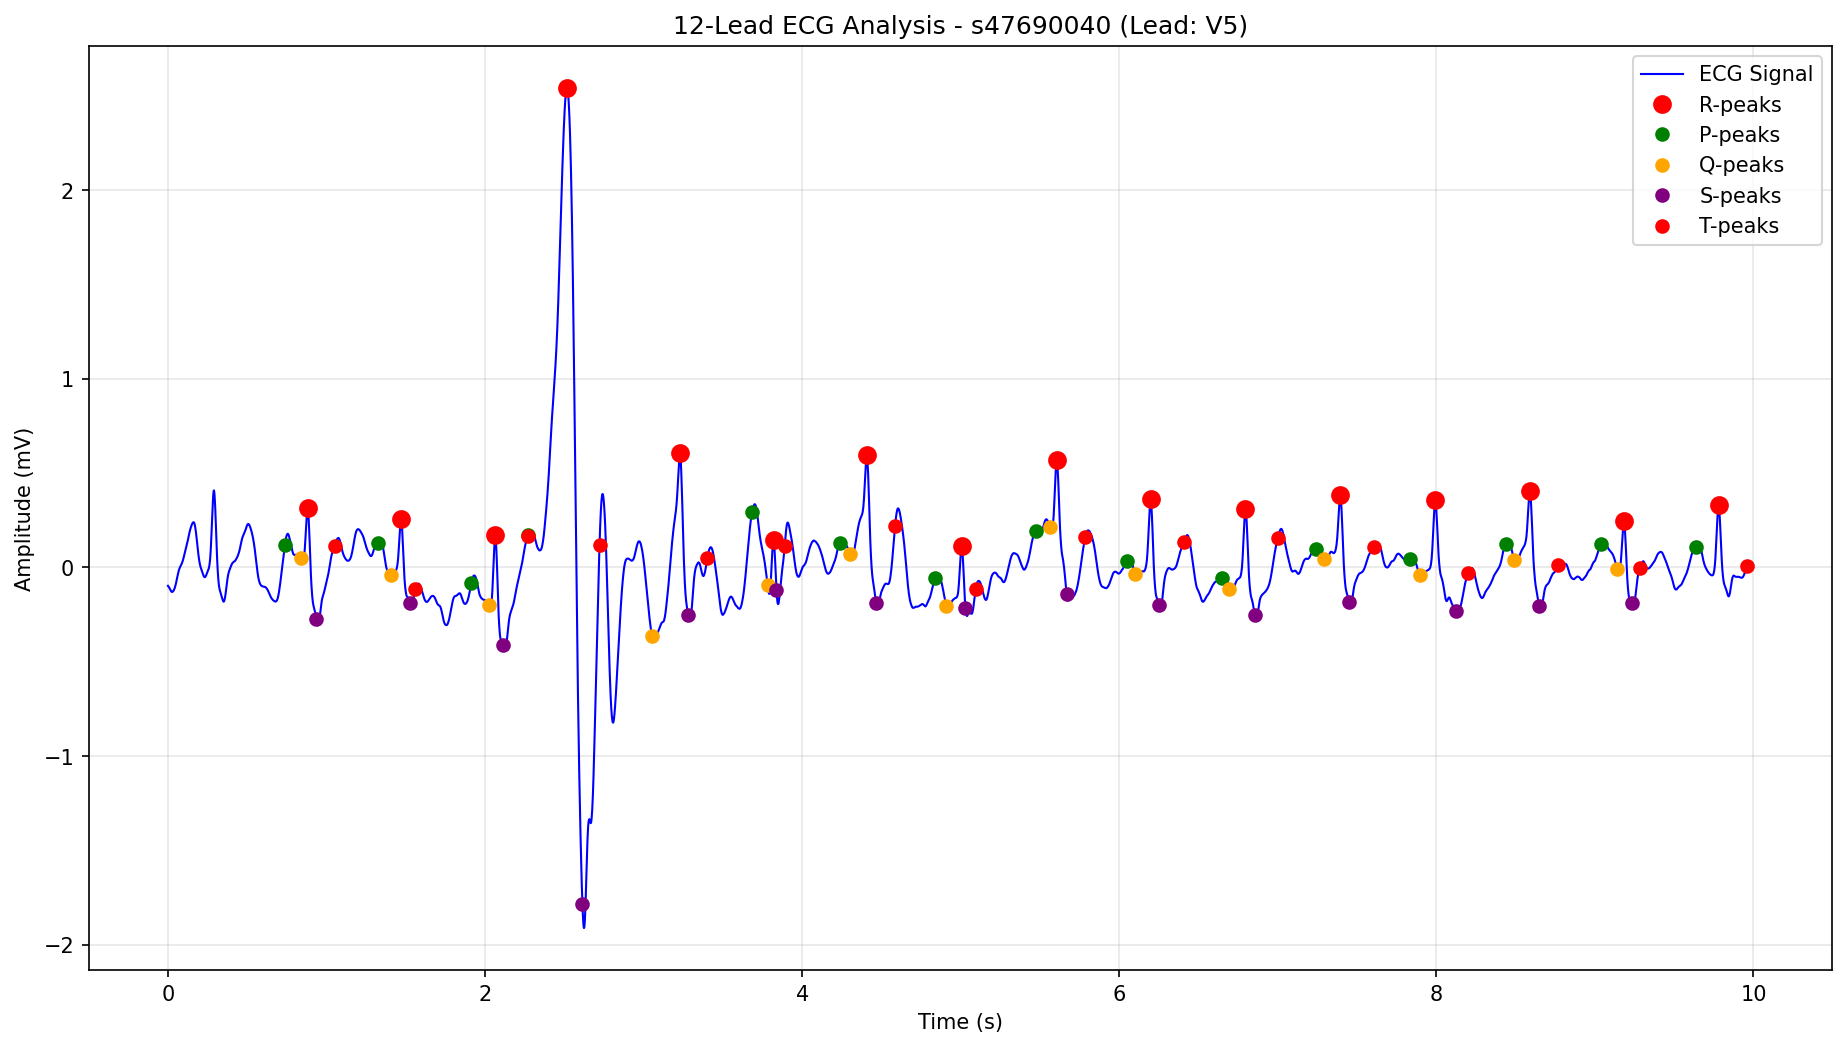 12-Lead ECG Analysis - s47690040 (Lead: V5)
ECG Signal
R-peaks
P-peaks
Q-peaks
S-peaks
T-peaks
Amplitude (mV)
2
1
0
−1
−2
0 2 4 6 8 10
Time (s)